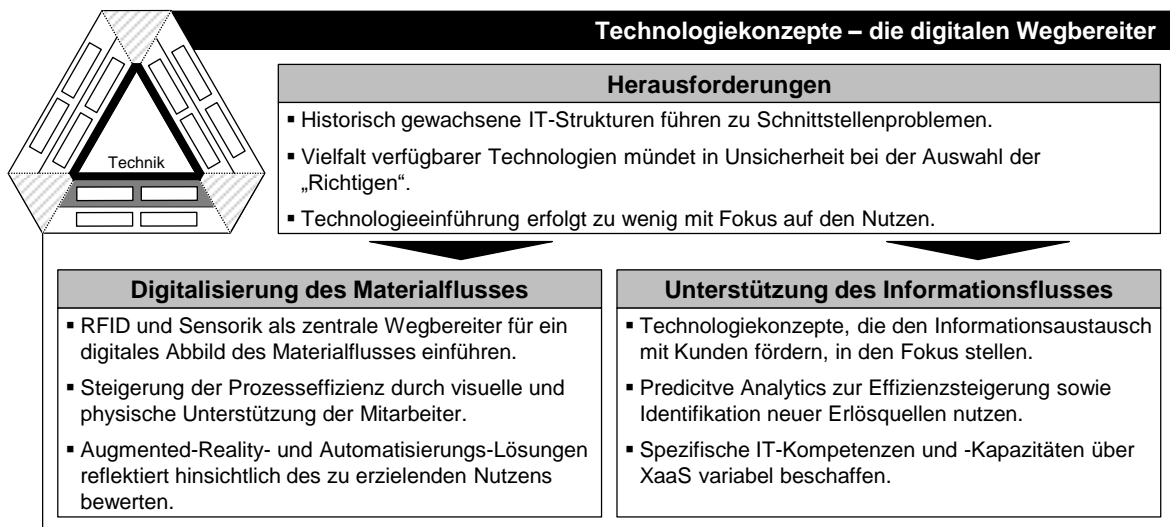 Technologiekonzepte – die digitalen Wegbereiter
Technik
Herausforderungen
▪ Historisch gewachsene IT-Strukturen führen zu Schnittstellenproblemen.
▪ Vielfalt verfügbarer Technologien mündet in Unsicherheit bei der Auswahl der
„Richtigen“.
▪ Technologieeinführung erfolgt zu wenig mit Fokus auf den Nutzen.
Digitalisierung des Materialflusses
▪ RFID und Sensorik als zentrale Wegbereiter für ein
digitales Abbild des Materialflusses einführen.
▪ Steigerung der Prozesseffizienz durch visuelle und
physische Unterstützung der Mitarbeiter.
▪ Augmented-Reality- und Automatisierungs-Lösungen
reflektiert hinsichtlich des zu erzielenden Nutzens
bewerten.
Unterstützung des Informationsflusses
▪ Technologiekonzepte, die den Informationsaustausch
mit Kunden fördern, in den Fokus stellen.
▪ Predicitve Analytics zur Effizienzsteigerung sowie
Identifikation neuer Erlösquellen nutzen.
▪ Spezifische IT-Kompetenzen und -Kapazitäten über
XaaS variabel beschaffen.